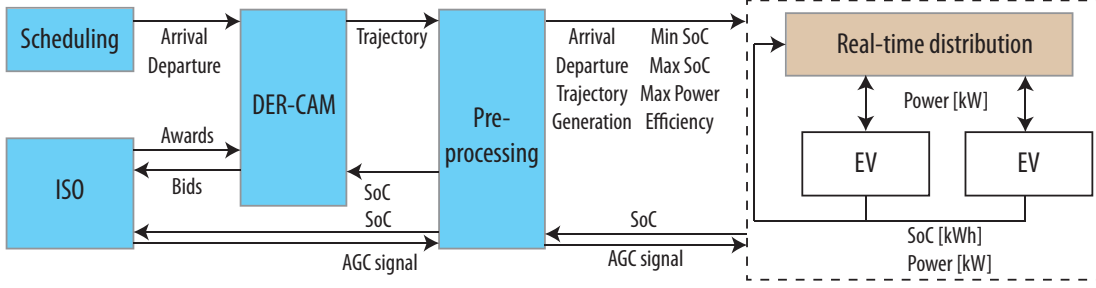 Scheduling
Arrival
Departure
DER-CAM
Trajectory
Pre-
processing
Arrival
Departure
Trajectory
Generation
Min SoC
Max SoC
Max Power
Efficiency
Real-time distribution
Power [kW]
EV
EV
ISO
Awards
Bids
SoC
SoC
AGC signal
SoC
AGC signal
SoC [kWh]
Power [kW]